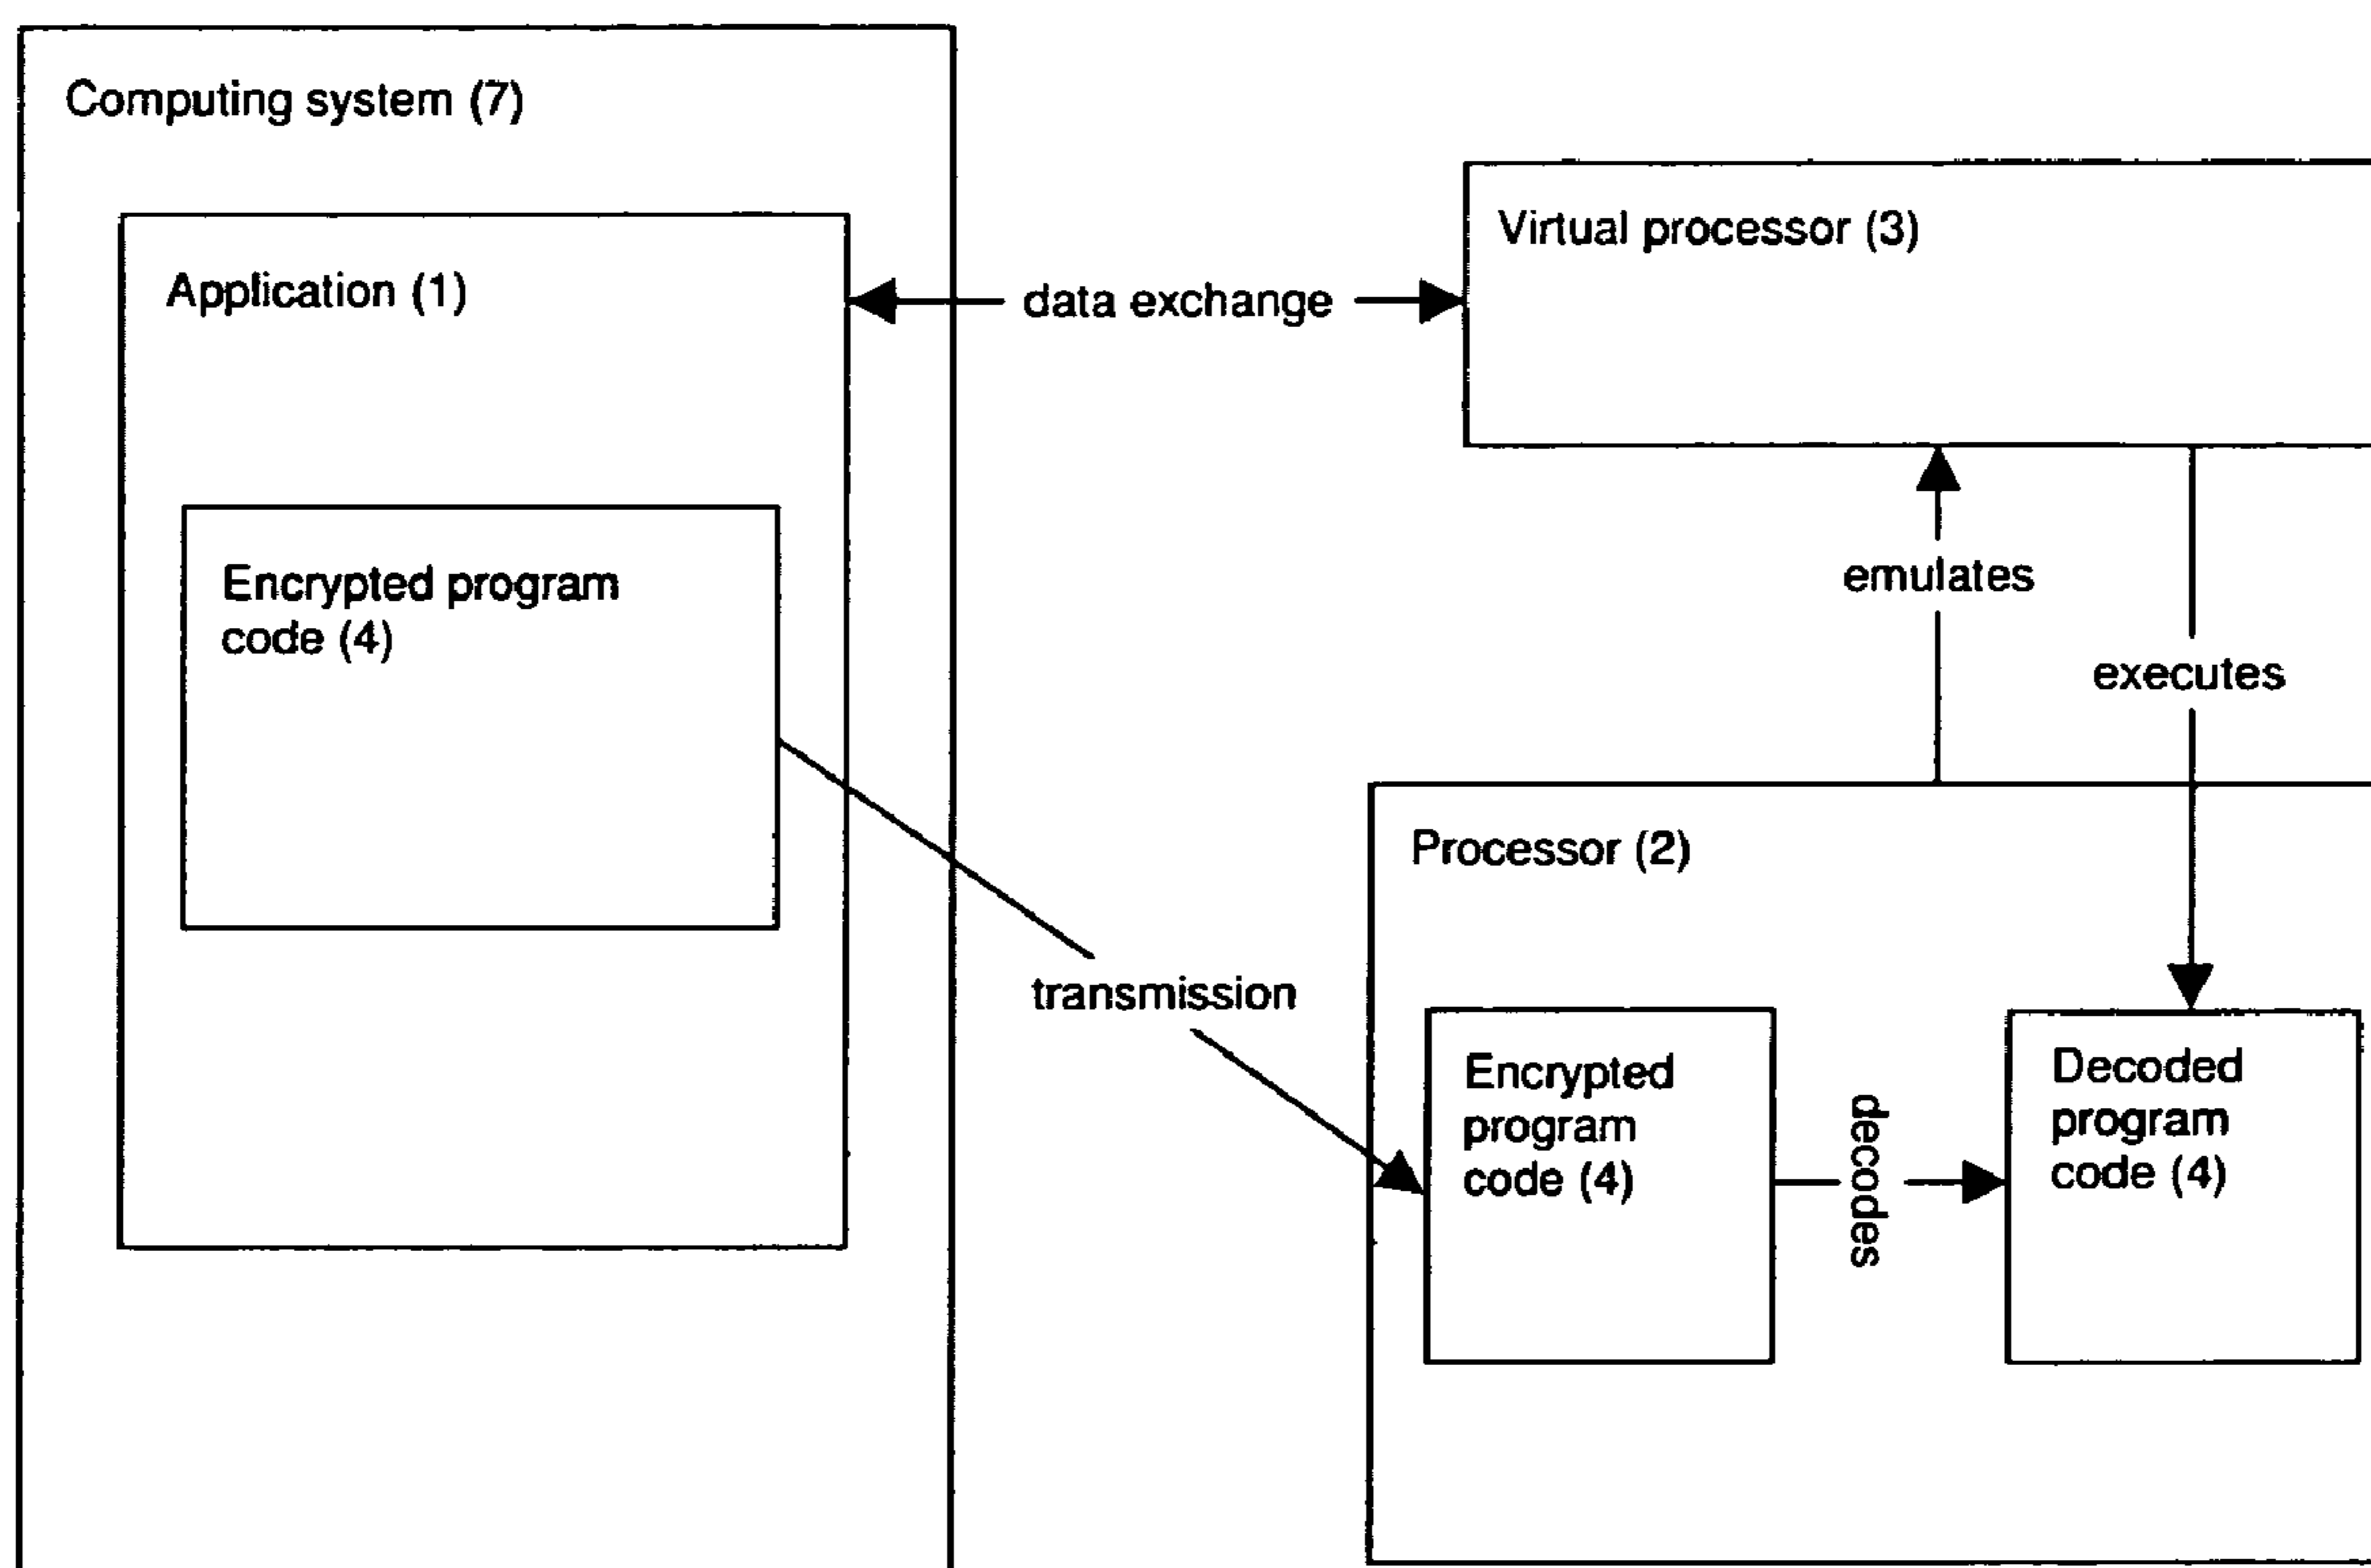 Computing system (7)
Application (1)
Encrypted program
code (4)
data exchange
Virtual processor (3)
emulates
executes
transmission
Processor (2)
Encrypted
program
code (4)
decodes
Decoded
program
code (4)